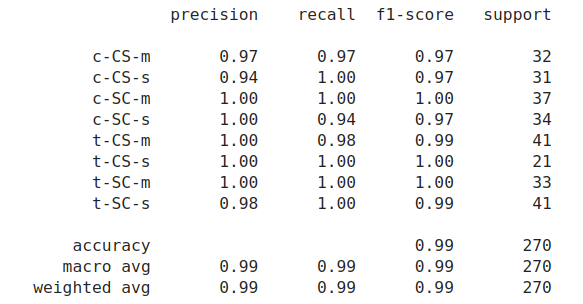 precision recall f1-score support
c-CS-m 0.97 0.97 0.97 32
c-CS-s 0.94 1.00 0.97 31
c-SC-m 1.00 1.00 1.00 37
c-SC-s 1.00 0.94 0.97 34
t-CS-m 1.00 0.98 0.99 41
t-CS-s 1.00 1.00 1.00 21
t-SC-m 1.00 1.00 1.00 33
t-SC-s 0.98 1.00 0.99 41
accuracy 0.99 270
macro avg 0.99 0.99 0.99 270
weighted avg 0.99 0.99 0.99 270